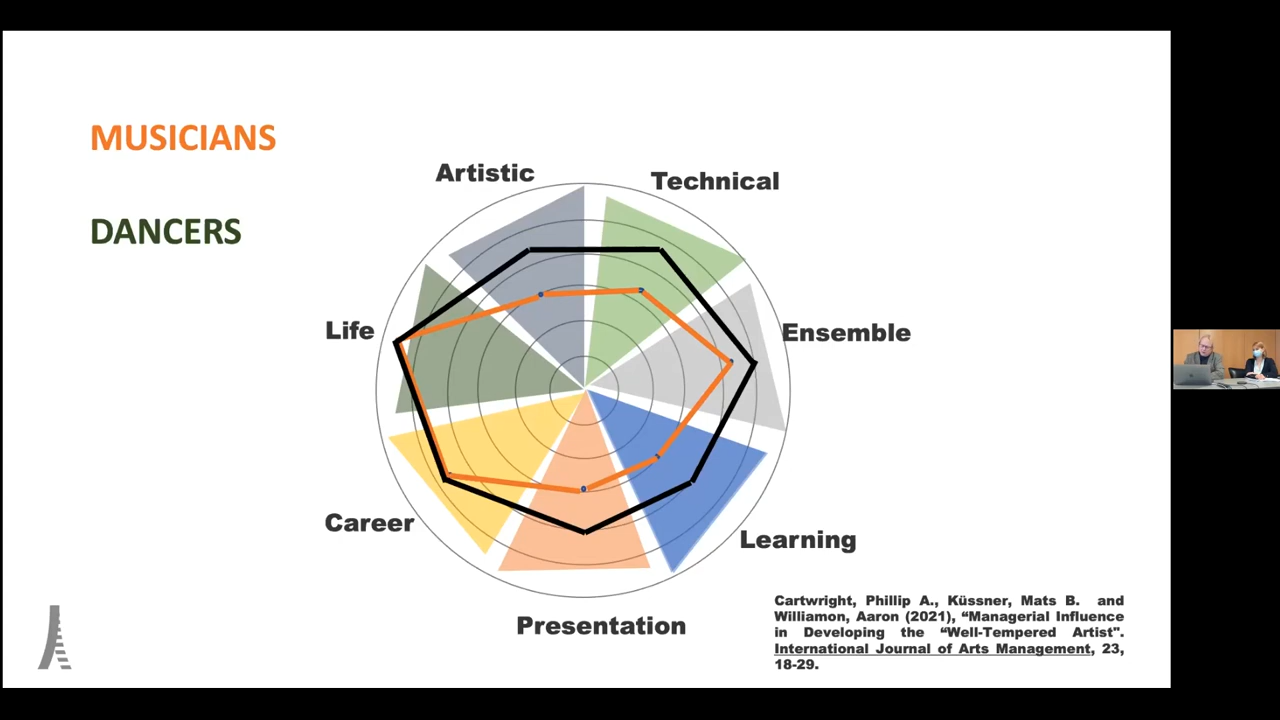 MUSICIANS
DANCERS
Artistic
Technical
Life
Ensemble
Career
Learning
Presentation
Cartwright, Phillip A., Küssner, Mats B. and
Williamon, Aaron (2021), “Managerial Influence
in Developing the “Well-Tempered Artist".
International Journal of Arts Management, 23,
18-29.